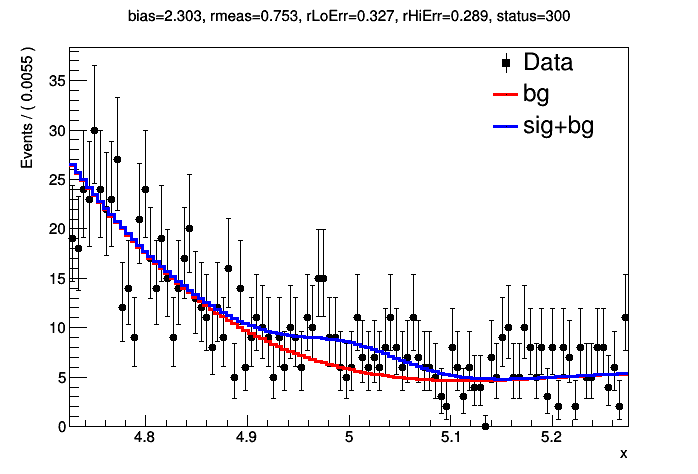 bias=2.303, rmeas=0.753, rLoErr=0.327, rHiErr=0.289, status=300
Events / ( 0.0055 )
35
30
25
20
15
10
5
0
Data
bg
sig+bg
4.8 4.9 5 5.1 5.2
x